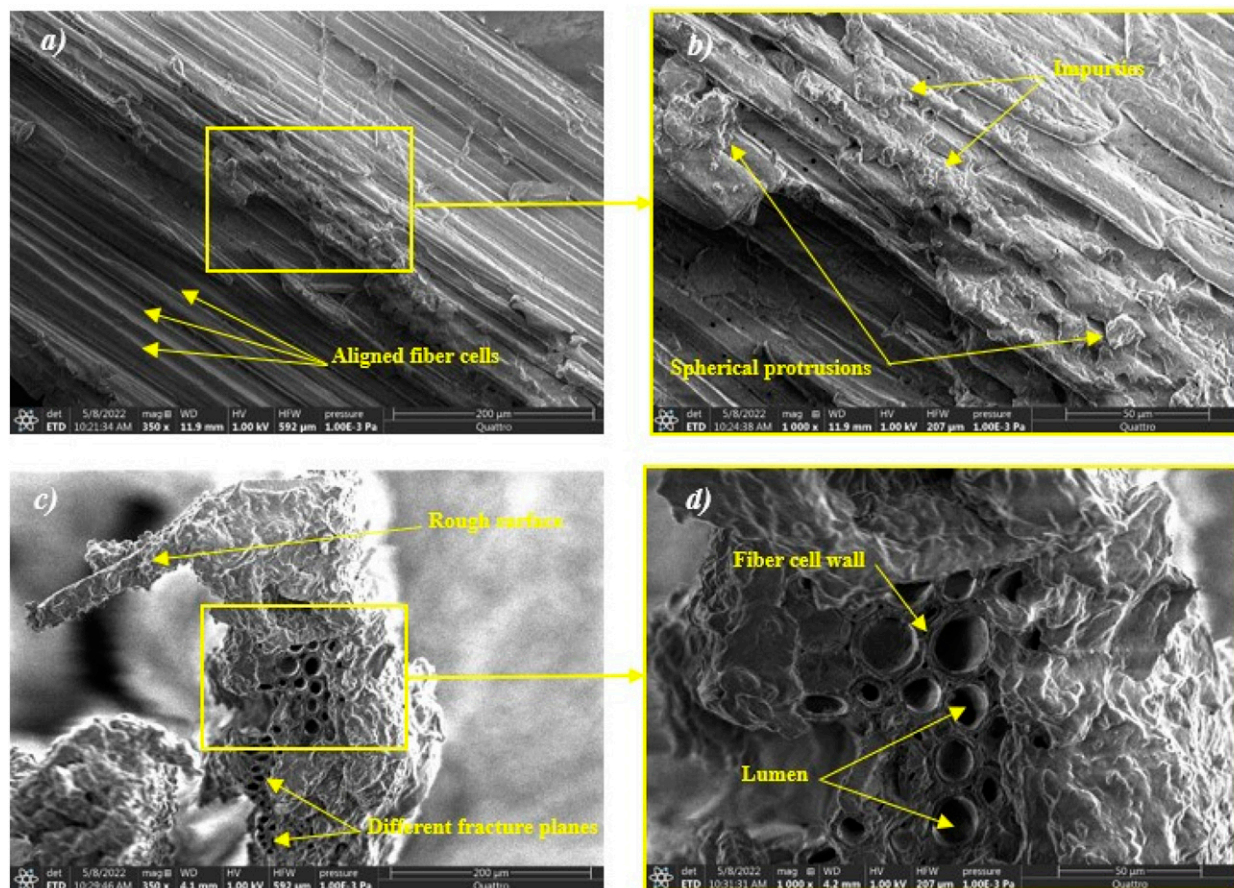 a)
Aligned fiber cells
det 5/8/2022 mag WD HV HFW pressure 200 µm
ETD 10:21:34 AM 350 x 11.9 mm 1.00 kV 592 µm 1.00E-3 Pa Quattro
b)
Impurties
Spherical protrusions
det 5/8/2022 mag WD HV HFW pressure 50 µm
ETD 10:24:38 AM 1 000 x 11.9 mm 1.00 kV 207 µm 1.00E-3 Pa Quattro
c)
Rough surface
Different fracture planes
det 5/8/2022 mag WD HV HFW pressure 200 µm
ETD 10:29:46 AM 350 x 4.1 mm 1.00 kV 592 µm 1.00E-3 Pa Quattro
d)
Fiber cell wall
Lumen
det 5/8/2022 mag WD HV HFW pressure 50 µm
ETD 10:31:31 AM 1 000 x 4.2 mm 1.00 kV 207 µm 1.00E-3 Pa Quattro